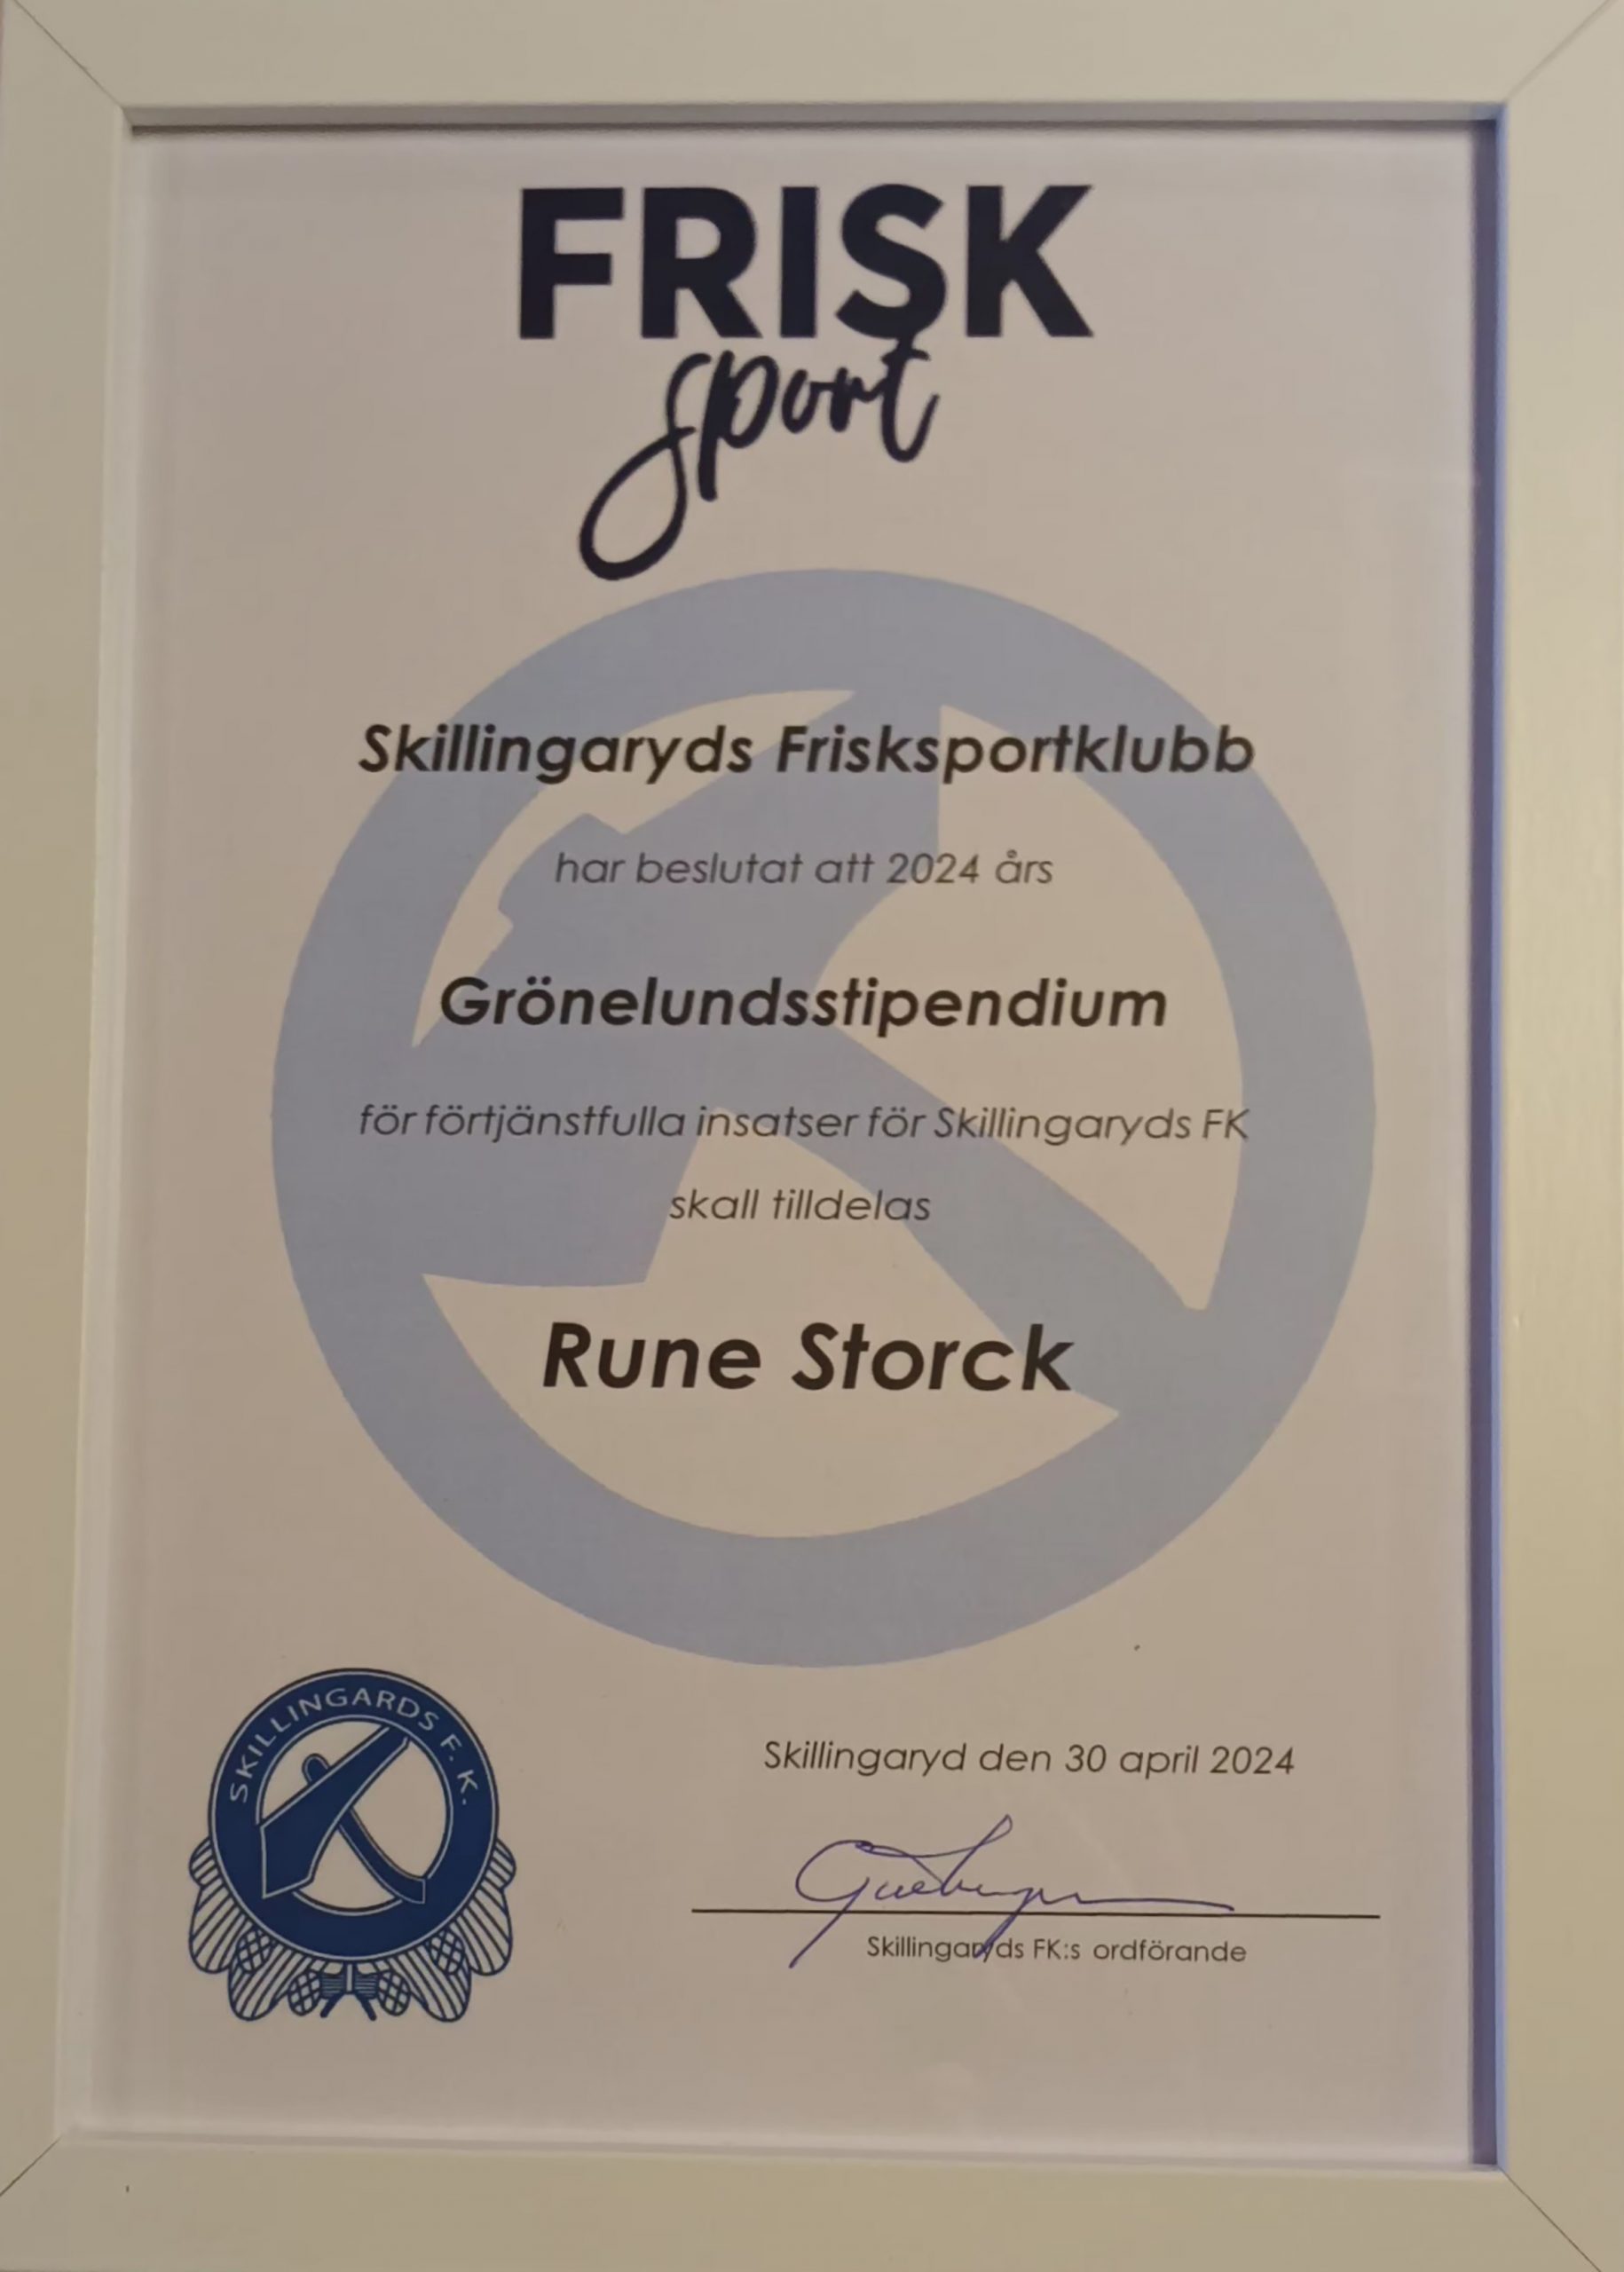 FRISK
sport
Skillingaryds Frisksportklubb
har beslutat att 2024 års
Grönelundsstipendium
för förtjänstfulla insatser för Skillingaryds FK
skall tilldelas
Rune Storck
SKILLINGARDS F. K.
Skillingaryd den 30 april 2024
Skillingaryds FK:s ordförande